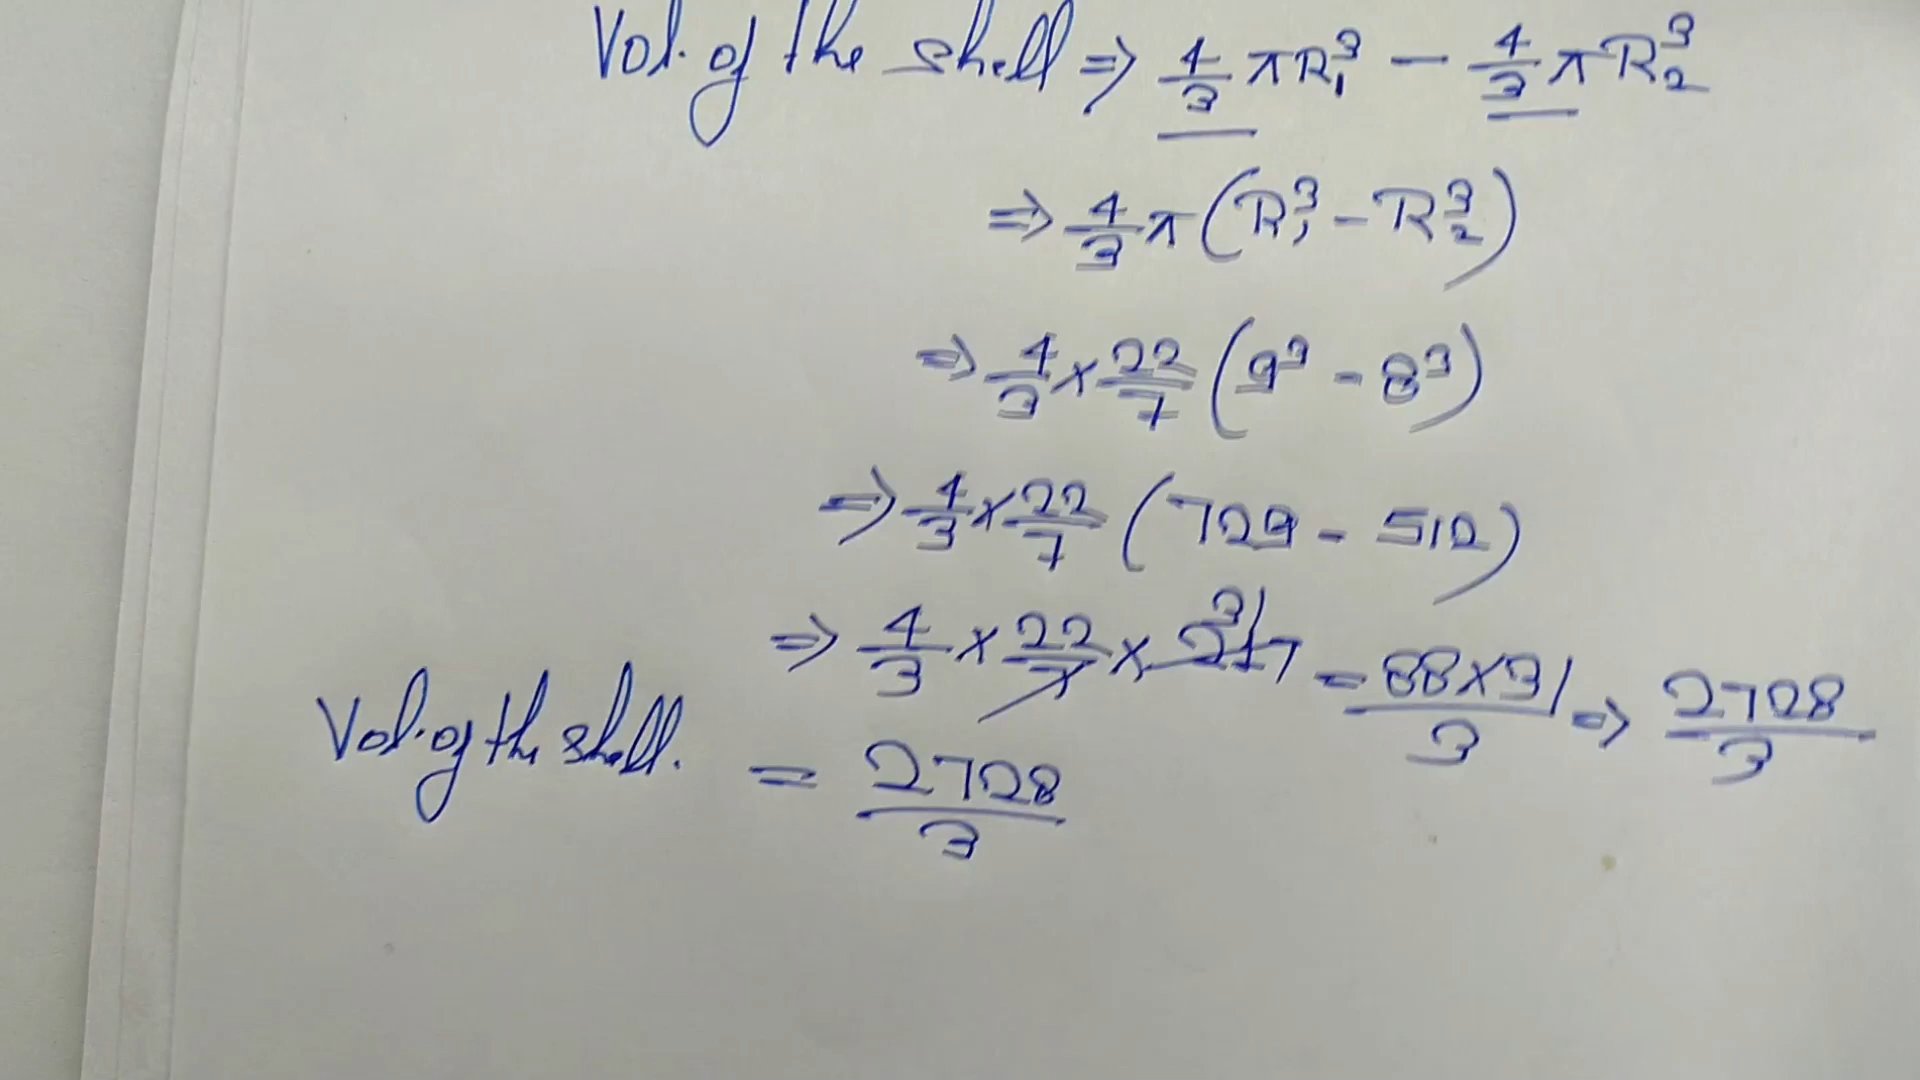 Vol. of the shell ⇒ 4/3 πR₁³ − 4/3 πR₂³
⇒ 4/3 π (R₁³ − R₂³)
⇒ 4/3 × 22/7 (9³ − 8³)
⇒ 4/3 × 22/7 (729 − 512)
⇒ 4/3 × 22/7 × 217 31 = 88×31/3 ⇒ 2728/3
Vol. of the shell. = 2728/3